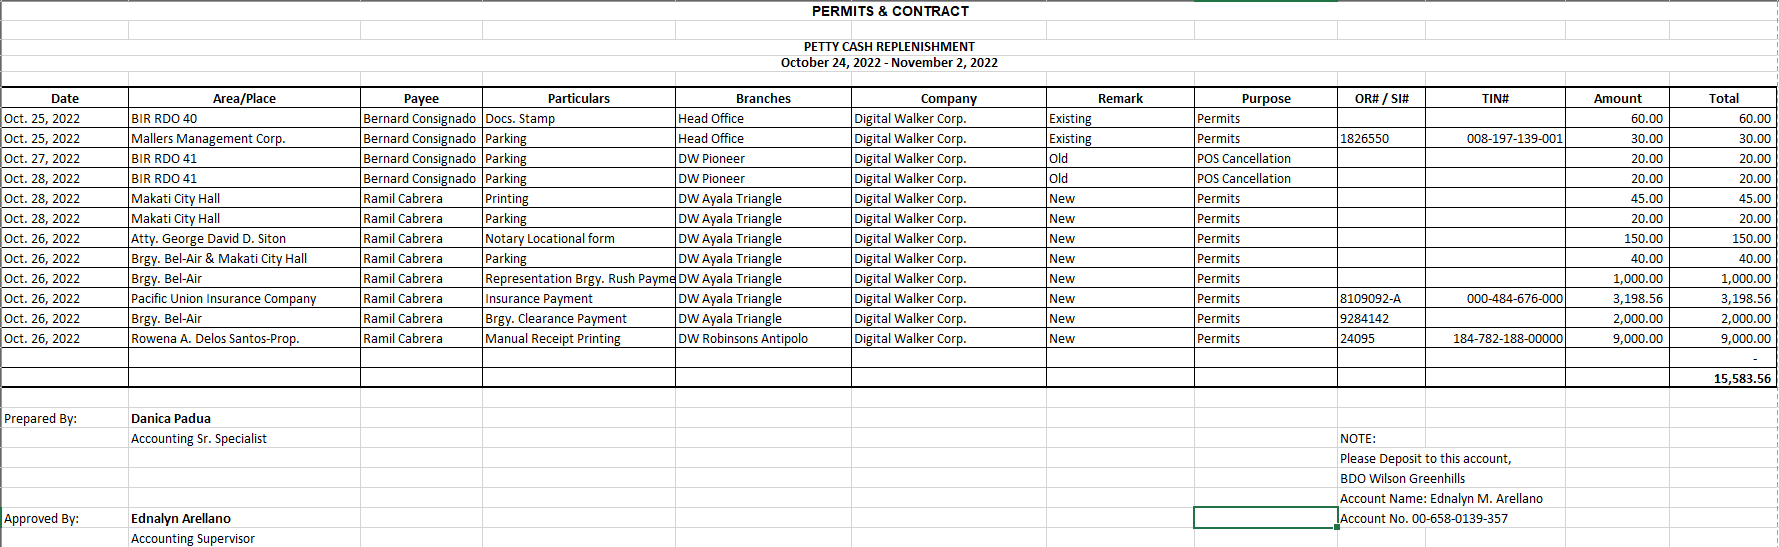 PERMITS & CONTRACT
PETTY CASH REPLENISHMENT
October 24, 2022 - November 2, 2022
Date Area/Place Payee Particulars Branches Company Remark Purpose OR# / SI# TIN# Amount Total
Oct. 25, 2022 BIR RDO 40 Bernard Consignado Docs. Stamp Head Office Digital Walker Corp. Existing Permits 60.00 60.00
Oct. 25, 2022 Mallers Management Corp. Bernard Consignado Parking Head Office Digital Walker Corp. Existing Permits 1826550 008-197-139-001 30.00 30.00
Oct. 27, 2022 BIR RDO 41 Bernard Consignado Parking DW Pioneer Digital Walker Corp. Old POS Cancellation 20.00 20.00
Oct. 28, 2022 BIR RDO 41 Bernard Consignado Parking DW Pioneer Digital Walker Corp. Old POS Cancellation 20.00 20.00
Oct. 28, 2022 Makati City Hall Ramil Cabrera Printing DW Ayala Triangle Digital Walker Corp. New Permits 45.00 45.00
Oct. 28, 2022 Makati City Hall Ramil Cabrera Parking DW Ayala Triangle Digital Walker Corp. New Permits 20.00 20.00
Oct. 26, 2022 Atty. George David D. Siton Ramil Cabrera Notary Locational form DW Ayala Triangle Digital Walker Corp. New Permits 150.00 150.00
Oct. 26, 2022 Brgy. Bel-Air & Makati City Hall Ramil Cabrera Parking DW Ayala Triangle Digital Walker Corp. New Permits 40.00 40.00
Oct. 26, 2022 Brgy. Bel-Air Ramil Cabrera Representation Brgy. Rush Payme DW Ayala Triangle Digital Walker Corp. New Permits 1,000.00 1,000.00
Oct. 26, 2022 Pacific Union Insurance Company Ramil Cabrera Insurance Payment DW Ayala Triangle Digital Walker Corp. New Permits 8109092-A 000-484-676-000 3,198.56 3,198.56
Oct. 26, 2022 Brgy. Bel-Air Ramil Cabrera Brgy. Clearance Payment DW Ayala Triangle Digital Walker Corp. New Permits 9284142 2,000.00 2,000.00
Oct. 26, 2022 Rowena A. Delos Santos-Prop. Ramil Cabrera Manual Receipt Printing DW Robinsons Antipolo Digital Walker Corp. New Permits 24095 184-782-188-00000 9,000.00 9,000.00
-
15,583.56
Prepared By: Danica Padua
Accounting Sr. Specialist
NOTE:
Please Deposit to this account,
BDO Wilson Greenhills
Account Name: Ednalyn M. Arellano
Account No. 00-658-0139-357
Approved By: Ednalyn Arellano
Accounting Supervisor